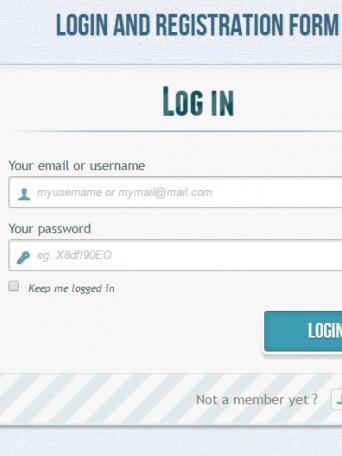 LOGIN AND REGISTRATION FORM
Log in
Your email or username
myusername or mymail@mail.com
Your password
eg. X8df!90EO
Keep me logged in
LOGIN
Not a member yet ?
J